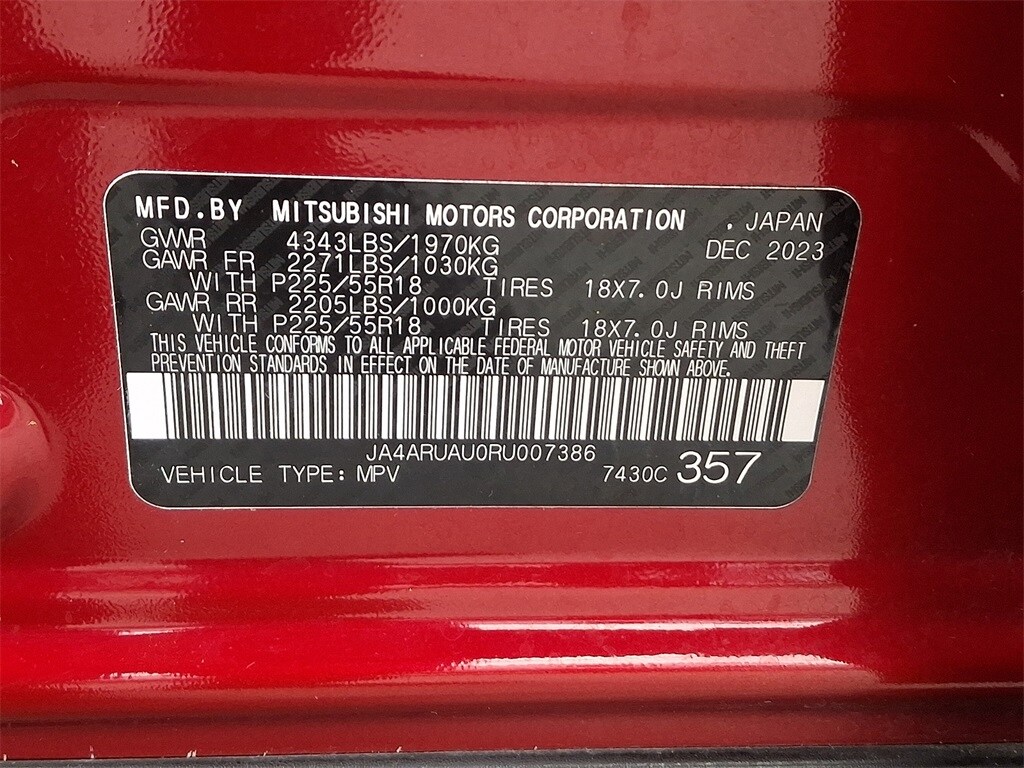 MFD.BY MITSUBISHI MOTORS CORPORATION . JAPAN
GVWR 4343LBS/1970KG DEC 2023
GAWR FR 2271LBS/1030KG
WITH P225/55R18 TIRES 18X7.0J RIMS
GAWR RR 2205LBS/1000KG
WITH P225/55R18 TIRES 18X7.0J RIMS
THIS VEHICLE CONFORMS TO ALL APPLICABLE FEDERAL MOTOR VEHICLE SAFETY AND THEFT
PREVENTION STANDARDS IN EFFECT ON THE DATE OF MANUFACTURE SHOWN ABOVE.
JA4ARUAU0RU007386
VEHICLE TYPE: MPV 7430C 357